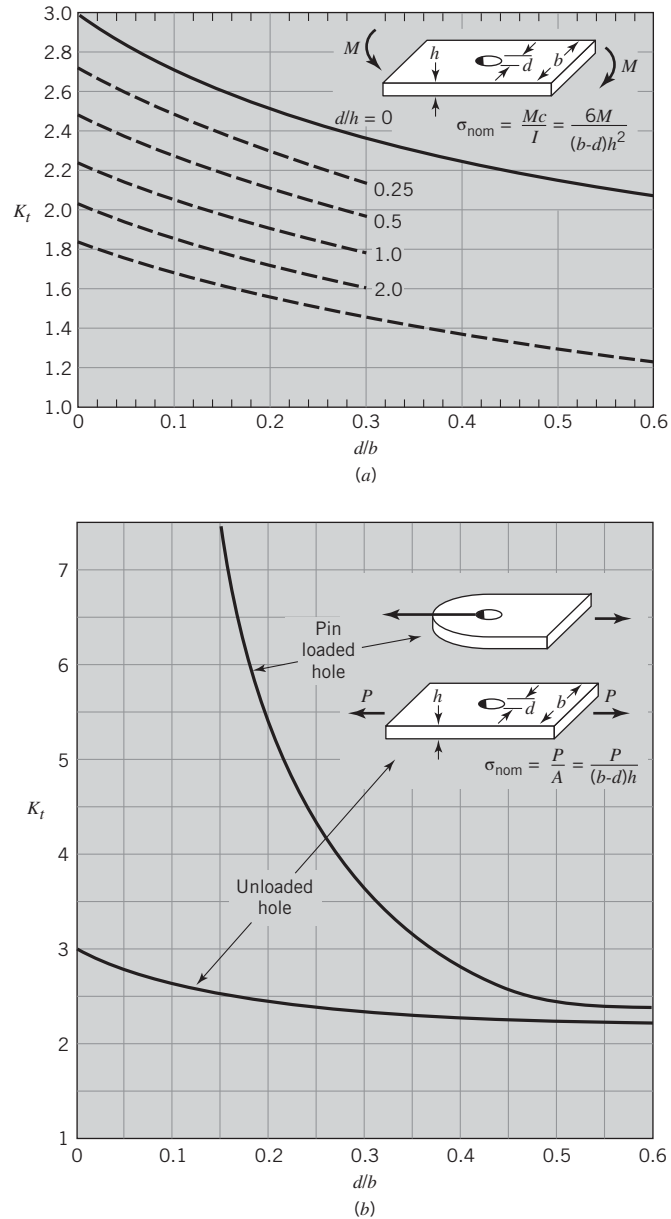 3.0
2.8
2.6
2.4
2.2
2.0
1.8
1.6
1.4
1.2
1.0
K_t
M
h
d
b
M
d/h = 0
σ_nom = Mc/I = 6M/(b-d)h²
0.25
0.5
1.0
2.0
0 0.1 0.2 0.3 0.4 0.5 0.6
d/b
(a)
7
6
5
4
3
2
1
K_t
Pin
loaded
hole
P
h
d
b
P
σ_nom = P/A = P/(b-d)h
Unloaded
hole
0 0.1 0.2 0.3 0.4 0.5 0.6
d/b
(b)